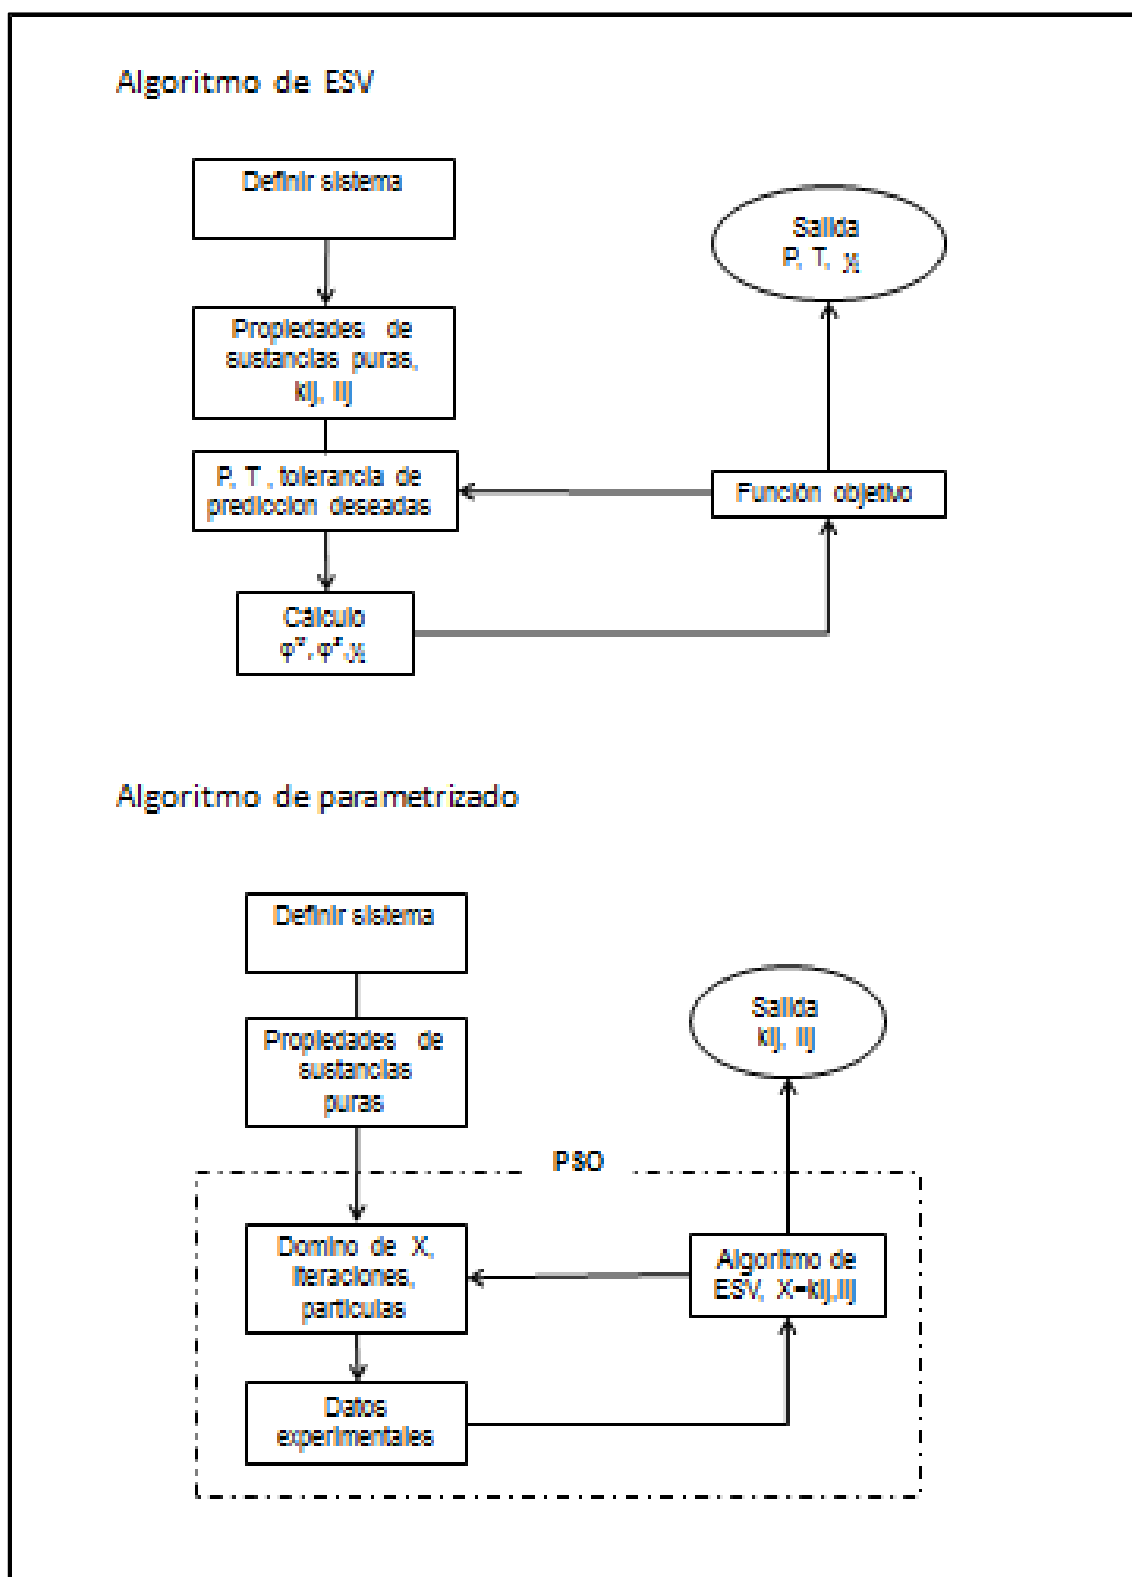 Algoritmo de ESV
Definir sistema
Propiedades de
sustancias puras,
kij, lij
P, T , tolerancia de
prediccion deseadas
Cálculo
Salida
P, T, yi
Función objetivo
Algoritmo de parametrizado
Definir sistema
Propiedades de
sustancias
puras
PSO
Domino de X,
iteraciones,
particulas
Datos
experimentales
Salida
kij, lij
Algoritmo de
ESV, X=kij,lij